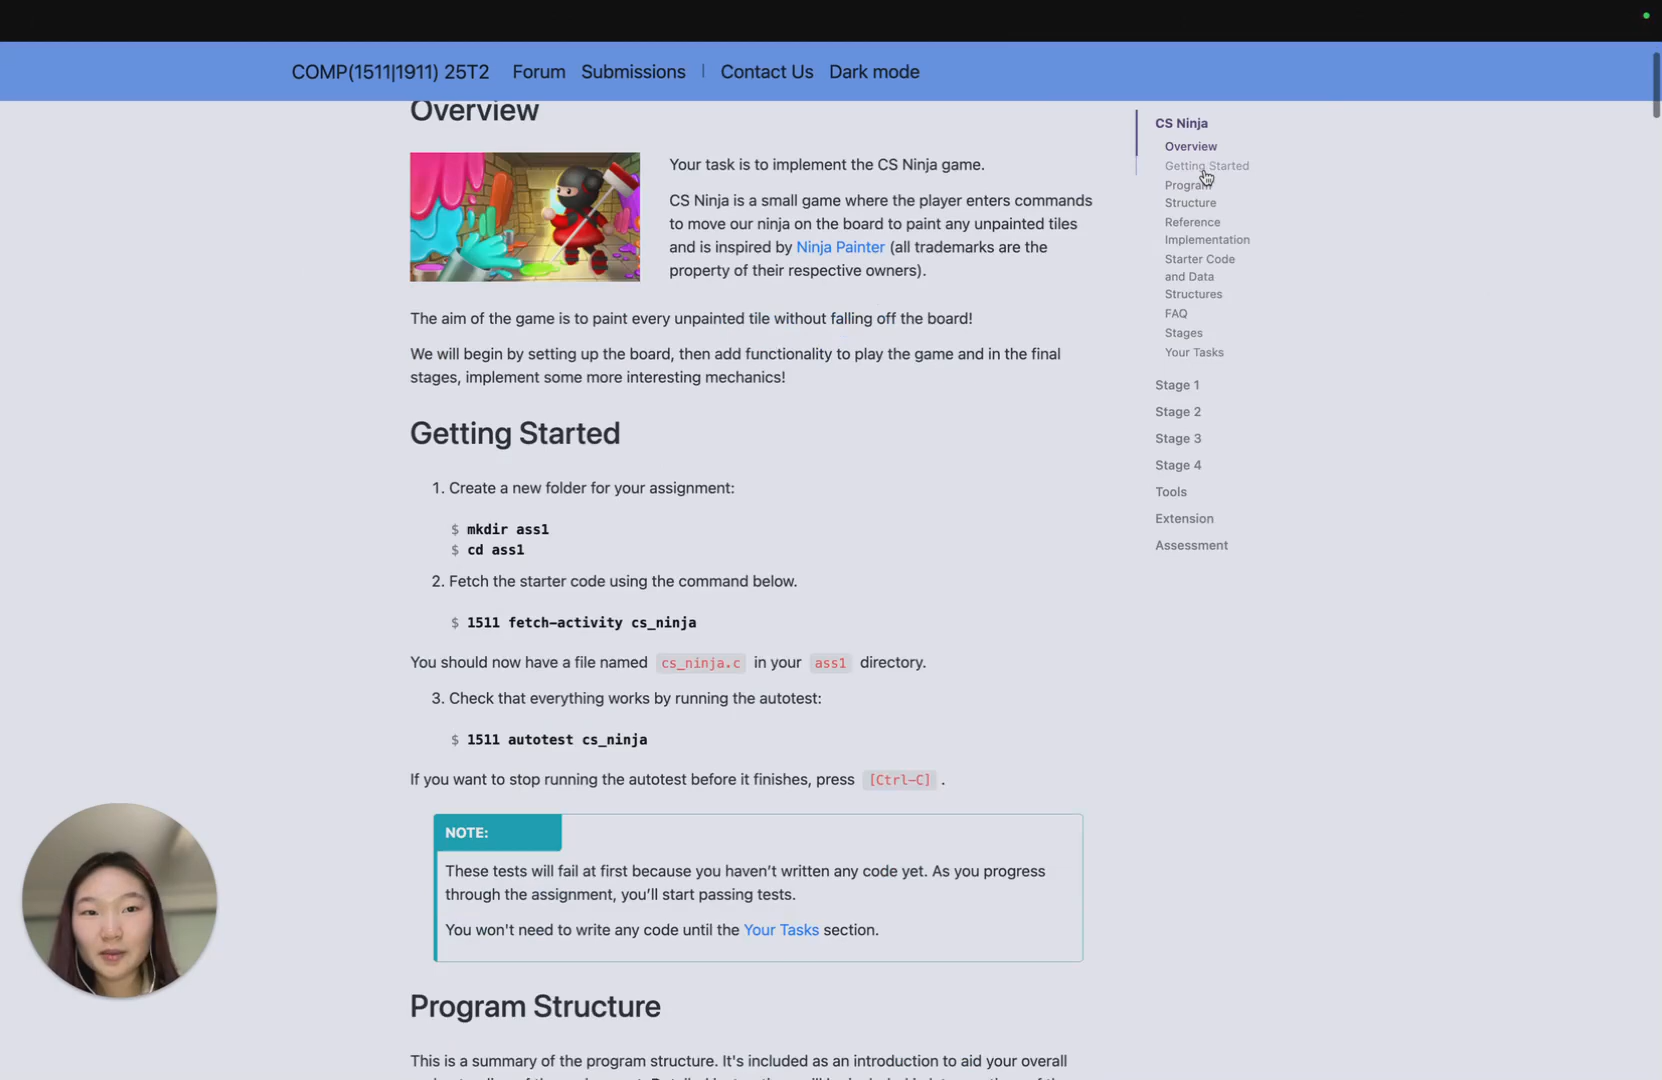 COMP(1511|1911) 25T2 Forum Submissions | Contact Us Dark mode
Overview
Your task is to implement the CS Ninja game.
CS Ninja is a small game where the player enters commands
to move our ninja on the board to paint any unpainted tiles
and is inspired by Ninja Painter (all trademarks are the
property of their respective owners).
The aim of the game is to paint every unpainted tile without falling off the board!
We will begin by setting up the board, then add functionality to play the game and in the final
stages, implement some more interesting mechanics!
Getting Started
1. Create a new folder for your assignment:
$ mkdir ass1
$ cd ass1
2. Fetch the starter code using the command below.
$ 1511 fetch-activity cs_ninja
You should now have a file named cs_ninja.c in your ass1 directory.
3. Check that everything works by running the autotest:
$ 1511 autotest cs_ninja
If you want to stop running the autotest before it finishes, press [Ctrl-C] .
NOTE:
These tests will fail at first because you haven't written any code yet. As you progress
through the assignment, you'll start passing tests.
You won't need to write any code until the Your Tasks section.
Program Structure
This is a summary of the program structure. It's included as an introduction to aid your overall
CS Ninja
Overview
Getting Started
Program
Structure
Reference
Implementation
Starter Code
and Data
Structures
FAQ
Stages
Your Tasks
Stage 1
Stage 2
Stage 3
Stage 4
Tools
Extension
Assessment